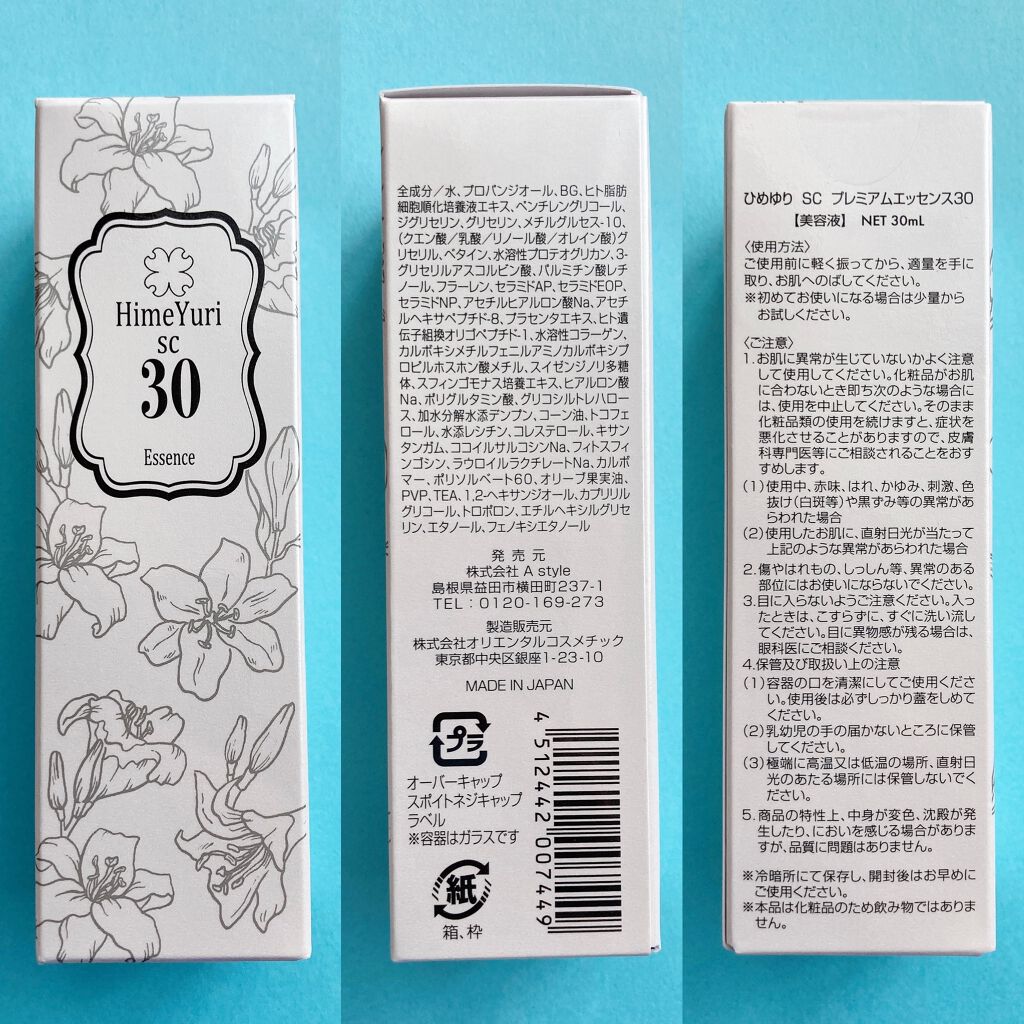 HimeYuri
SC
30
Essence
全成分／水、プロパンジオール、BG、ヒト脂肪
細胞順化培養液エキス、ペンチレングリコール、
ジグリセリン、グリセリン、メチルグルセス-10、
(クエン酸／乳酸／リノール酸／オレイン酸)グ
リセリル、ベタイン、水溶性プロテオグリカン、3-
グリセリルアスコルビン酸、パルミチン酸レチ
ノール、フラーレン、セラミドAP、セラミドEOP、
セラミドNP、アセチルヒアルロン酸Na、アセチ
ルヘキサペプチド-8、プラセンタエキス、ヒト遺
伝子組換オリゴペプチド-1、水溶性コラーゲン、
カルボキシメチルフェニルアミノカルボキシプ
ロピルホスホン酸メチル、スイゼンジノリ多糖
体、スフィンゴモナス培養エキス、ヒアルロン酸
Na、ポリグルタミン酸、グリコシルトレハロー
ス、加水分解水添デンプン、コーン油、トコフェ
ロール、水添レシチン、コレステロール、キサン
タンガム、ココイルサルコシンNa、フィトスフィ
ンゴシン、ラウロイルラクチレートNa、カルボ
マー、ポリソルベート60、オリーブ果実油、
PVP、TEA、1,2-ヘキサンジオール、カプリリル
グリコール、トロポロン、エチルヘキシルグリセ
リン、エタノール、フェノキシエタノール
発売元
株式会社 A style
島根県益田市横田町237-1
TEL：0120-169-273
製造販売元
株式会社オリエンタルコスメチック
東京都中央区銀座1-23-10
MADE IN JAPAN
プラ
オーバーキャップ
スポイトネジキャップ
ラベル
※容器はガラスです
紙
箱、枠
4 512442 007449
ひめゆり SC プレミアムエッセンス30
【美容液】 NET 30mL
〈使用方法〉
ご使用前に軽く振ってから、適量を手に
取り、お肌へのばしてください。
※初めてお使いになる場合は少量から
お試しください。
〈ご注意〉
1.お肌に異常が生じていないかよく注意
して使用してください。化粧品がお肌
に合わないとき即ち次のような場合に
は、使用を中止してください。そのまま
化粧品類の使用を続けますと、症状を
悪化させることがありますので、皮膚
科専門医等にご相談されることをおす
すめします。
(1)使用中、赤味、はれ、かゆみ、刺激、色
抜け(白斑等)や黒ずみ等の異常があ
らわれた場合
(2)使用したお肌に、直射日光が当たって
上記のような異常があらわれた場合
2.傷やはれもの、しっしん等、異常のある
部位にはお使いにならないでください。
3.目に入らないようご注意ください。入っ
たときは、こすらずに、すぐに洗い流し
てください。目に異物感が残る場合は、
眼科医にご相談ください。
4.保管及び取扱い上の注意
(1)容器の口を清潔にしてご使用くださ
い。使用後は必ずしっかり蓋をしめて
ください。
(2)乳幼児の手の届かないところに保管
してください。
(3)極端に高温又は低温の場所、直射日
光のあたる場所には保管しないでく
ださい。
5.商品の特性上、中身が変色、沈殿が発
生したり、においを感じる場合がありま
すが、品質に問題はありません。
※冷暗所にて保存し、開封後はお早めに
ご使用ください。
※本品は化粧品のため飲み物ではありま
せん。